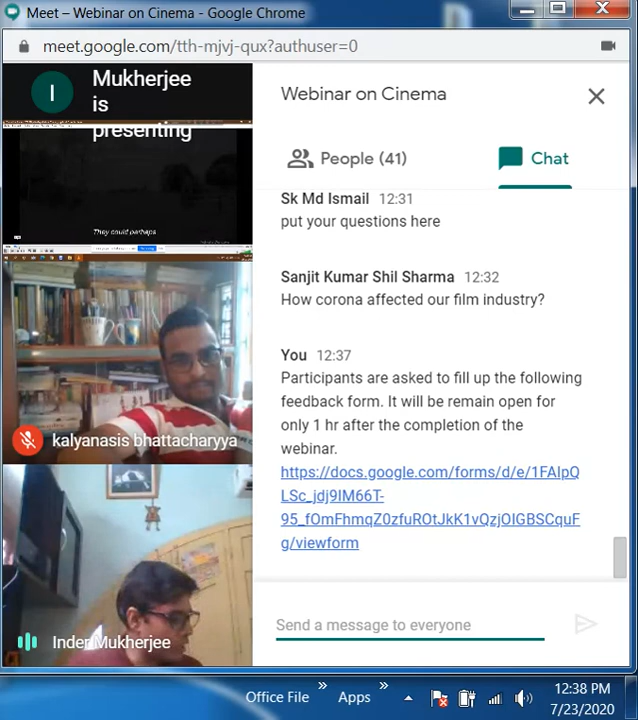 Meet – Webinar on Cinema - Google Chrome
meet.google.com/tth-mjvj-qux?authuser=0
I
Mukherjee
is
presenting
They could perhaps
kalyanasis bhattacharyya
Inder Mukherjee
Webinar on Cinema
People (41)
Chat
Sk Md Ismail 12:31
put your questions here
Sanjit Kumar Shil Sharma 12:32
How corona affected our film industry?
You 12:37
Participants are asked to fill up the following
feedback form. It will be remain open for
only 1 hr after the completion of the
webinar.
https://docs.google.com/forms/d/e/1FAIpQ
LSc_jdj9IM66T-
95_fOmFhmqZ0zfuROtJkK1vQzjOIGBSCquF
g/viewform
Send a message to everyone
Office File
»
Apps
»
12:38 PM
7/23/2020